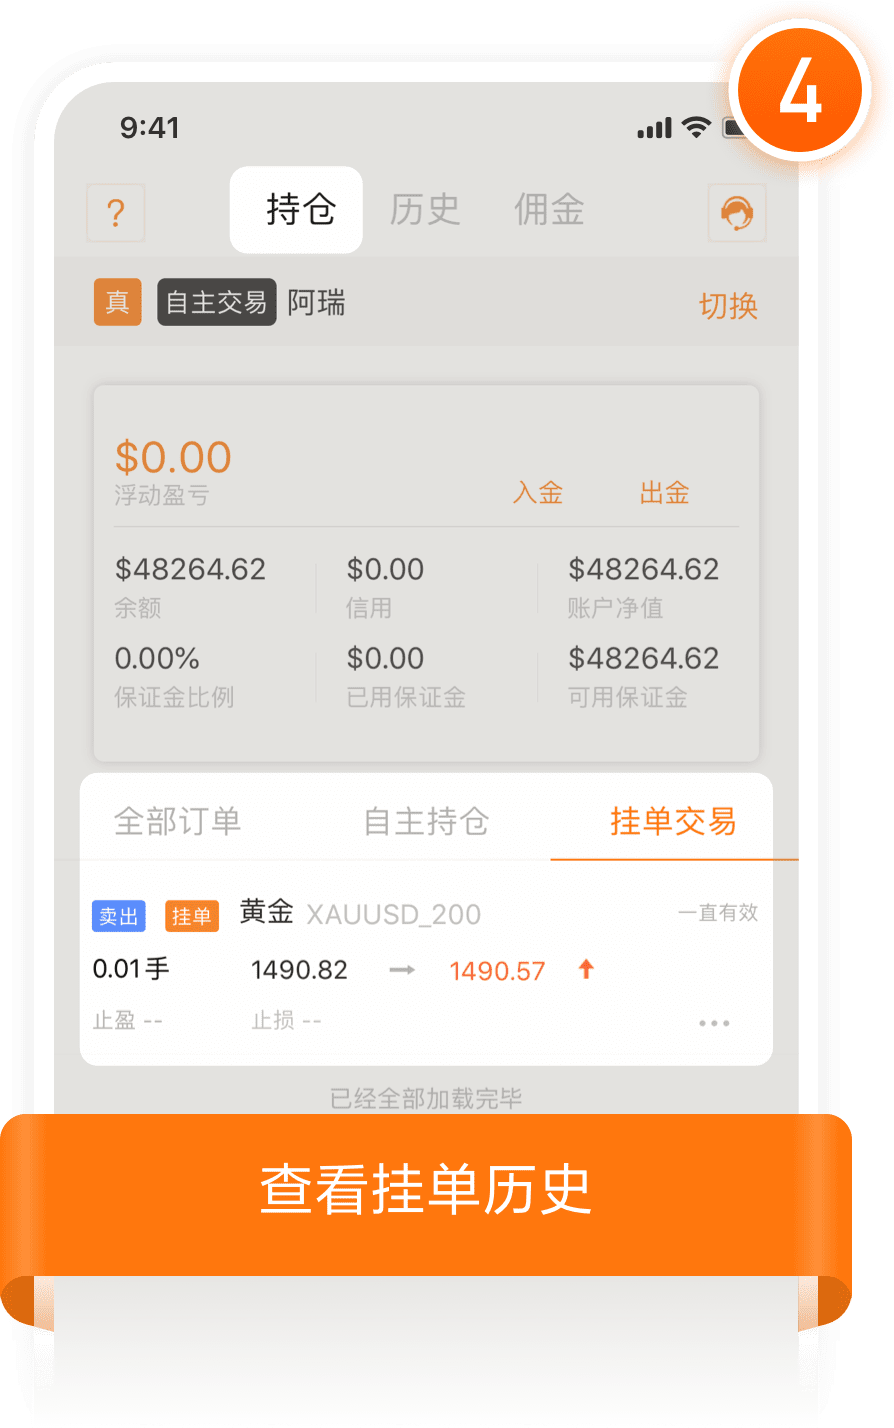 4
9:41
? 持仓 历史 佣金
真 自主交易 阿瑞 切换
$0.00
浮动盈亏 入金 出金
$48264.62 $0.00 $48264.62
余额 信用 账户净值
0.00% $0.00 $48264.62
保证金比例 已用保证金 可用保证金
全部订单 自主持仓 挂单交易
卖出 挂单 黄金 XAUUSD_200 一直有效
0.01手 1490.82 → 1490.57 ↑
止盈 -- 止损 -- •••
已经全部加载完毕
查看挂单历史